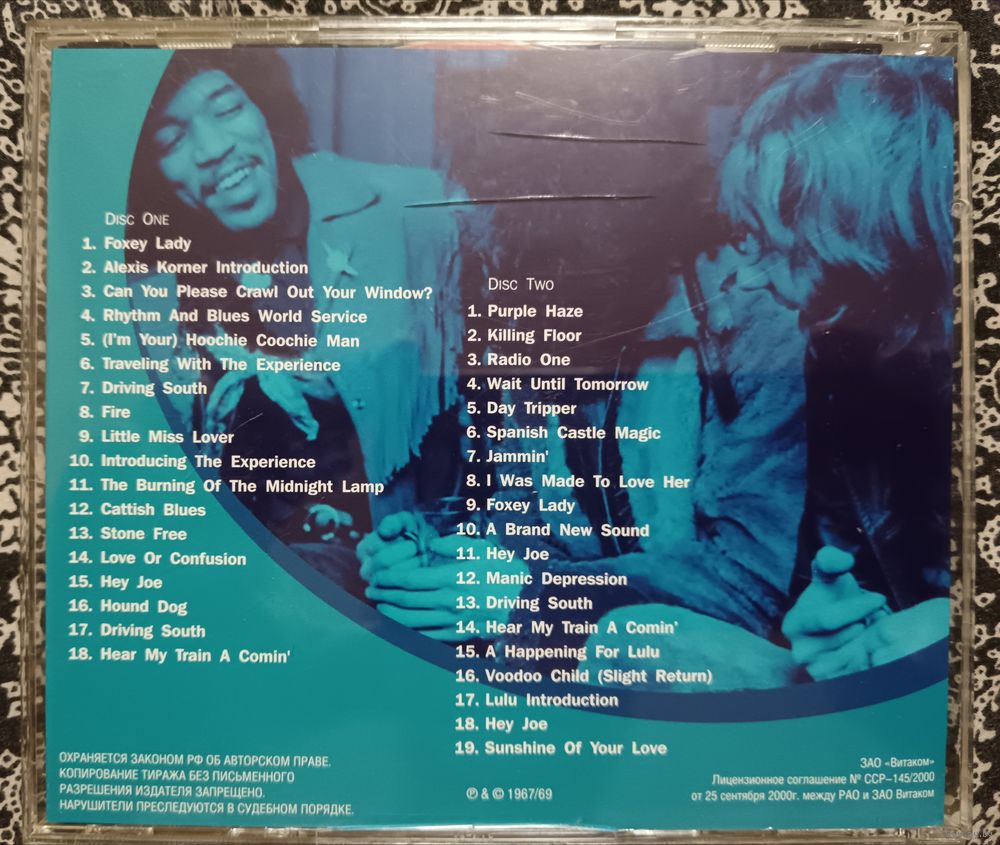 DISC ONE
1. Foxey Lady
2. Alexis Korner Introduction
3. Can You Please Crawl Out Your Window?
4. Rhythm And Blues World Service
5. (I'm Your) Hoochie Coochie Man
6. Traveling With The Experience
7. Driving South
8. Fire
9. Little Miss Lover
10. Introducing The Experience
11. The Burning Of The Midnight Lamp
12. Cattish Blues
13. Stone Free
14. Love Or Confusion
15. Hey Joe
16. Hound Dog
17. Driving South
18. Hear My Train A Comin'
DISC TWO
1. Purple Haze
2. Killing Floor
3. Radio One
4. Wait Until Tomorrow
5. Day Tripper
6. Spanish Castle Magic
7. Jammin'
8. I Was Made To Love Her
9. Foxey Lady
10. A Brand New Sound
11. Hey Joe
12. Manic Depression
13. Driving South
14. Hear My Train A Comin'
15. A Happening For Lulu
16. Voodoo Child (Slight Return)
17. Lulu Introduction
18. Hey Joe
19. Sunshine Of Your Love
ОХРАНЯЕТСЯ ЗАКОНОМ РФ ОБ АВТОРСКОМ ПРАВЕ.
КОПИРОВАНИЕ ТИРАЖА БЕЗ ПИСЬМЕННОГО
РАЗРЕШЕНИЯ ИЗДАТЕЛЯ ЗАПРЕЩЕНО.
НАРУШИТЕЛИ ПРЕСЛЕДУЮТСЯ В СУДЕБНОМ ПОРЯДКЕ.
℗ & © 1967/69
ЗАО «Витаком»
Лицензионное соглашение № ССР–145/2000
от 25 сентября 2000г. между РАО и ЗАО Витаком